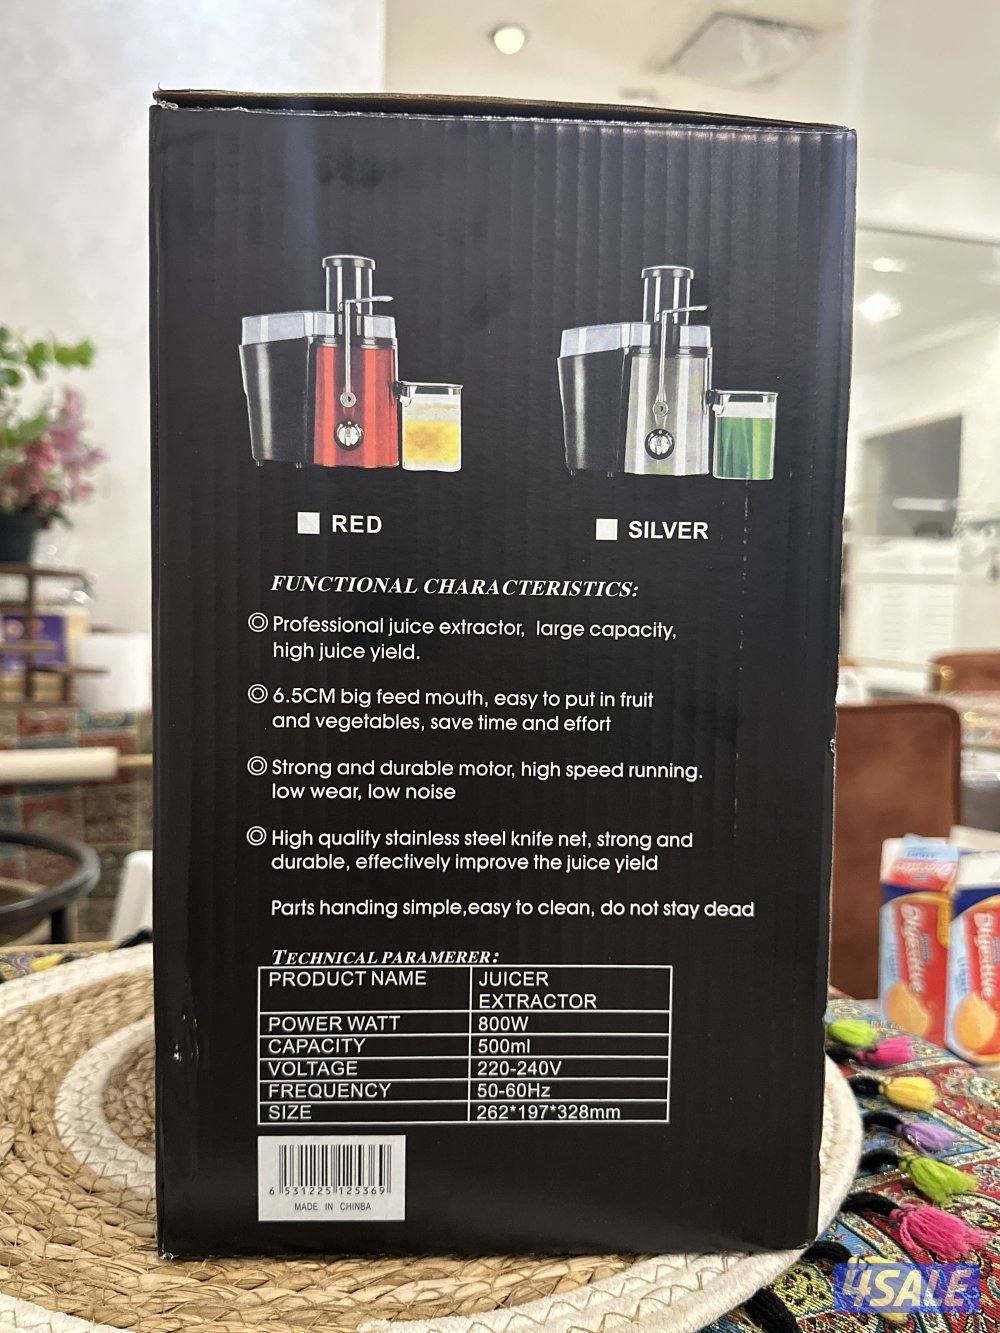 RED
SILVER
FUNCTIONAL CHARACTERISTICS:
Professional juice extractor, large capacity,
high juice yield.
6.5CM big feed mouth, easy to put in fruit
and vegetables, save time and effort
Strong and durable motor, high speed running.
low wear, low noise
High quality stainless steel knife net, strong and
durable, effectively improve the juice yield
Parts handing simple,easy to clean, do not stay dead
TECHNICAL PARAMERER:
PRODUCT NAME JUICER
EXTRACTOR
POWER WATT 800W
CAPACITY 500ml
VOLTAGE 220-240V
FREQUENCY 50-60Hz
SIZE 262*197*328mm
6 531225 125369
MADE IN CHINBA
Digestive
Digestive
4SALE